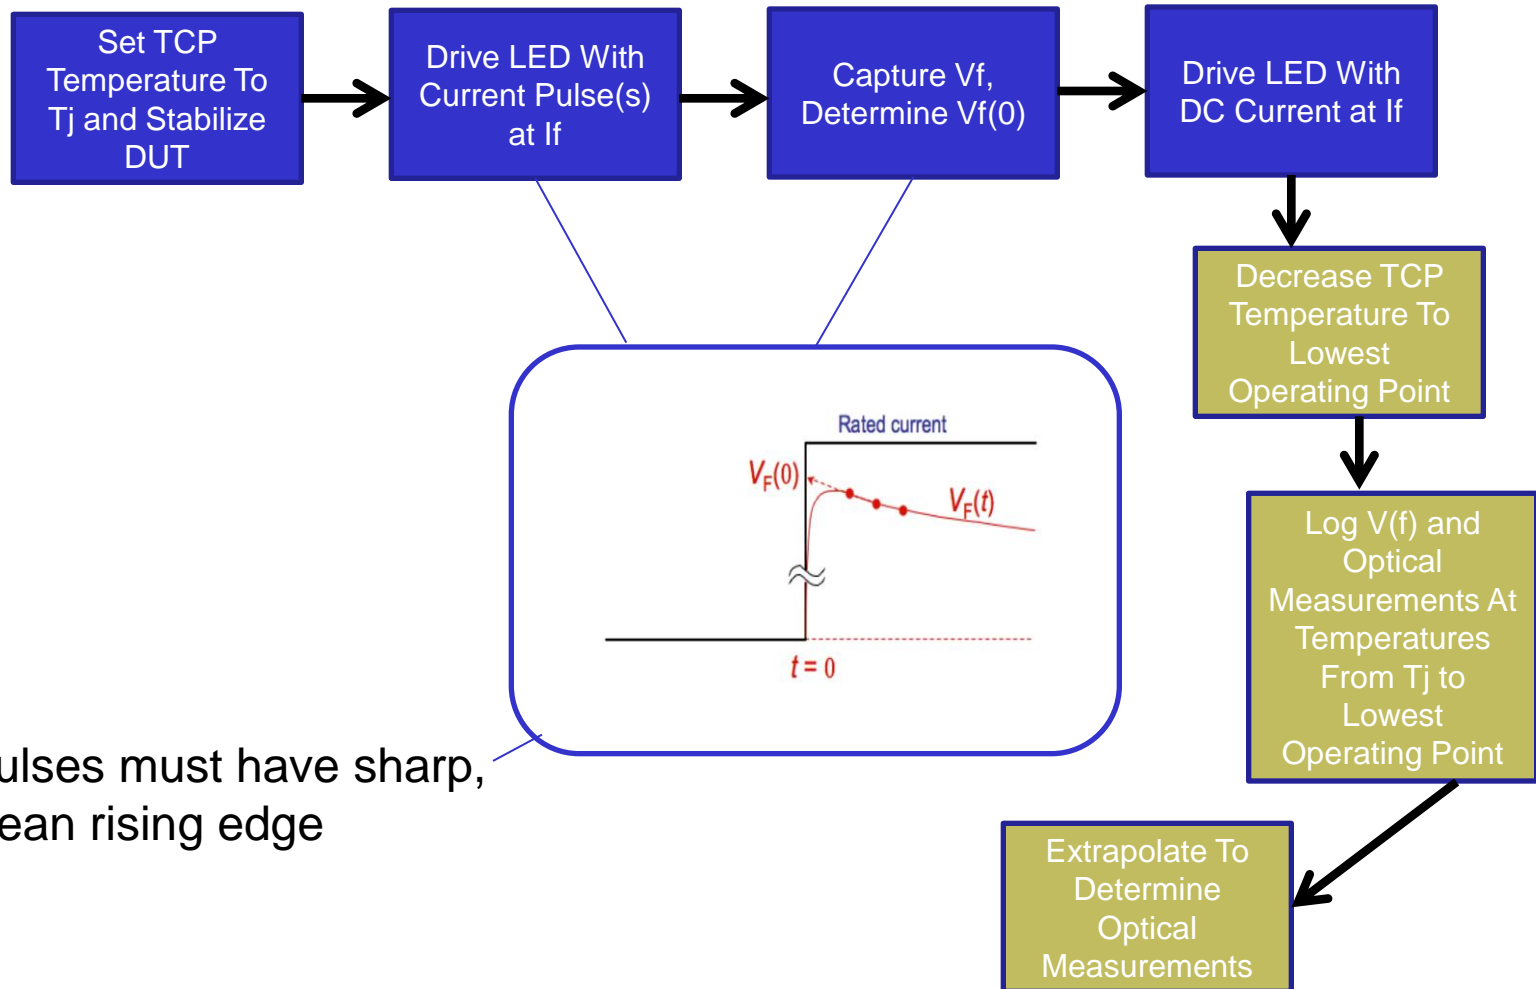 Set TCP
Temperature To
Tj and Stabilize
DUT
Drive LED With
Current Pulse(s)
at If
Capture Vf,
Determine Vf(0)
Drive LED With
DC Current at If
Decrease TCP
Temperature To
Lowest
Operating Point
Rated current
VF(0)
VF(t)
t = 0
Log V(f) and
Optical
Measurements At
Temperatures
From Tj to
Lowest
Operating Point
ulses must have sharp,
ean rising edge
Extrapolate To
Determine
Optical
Measurements